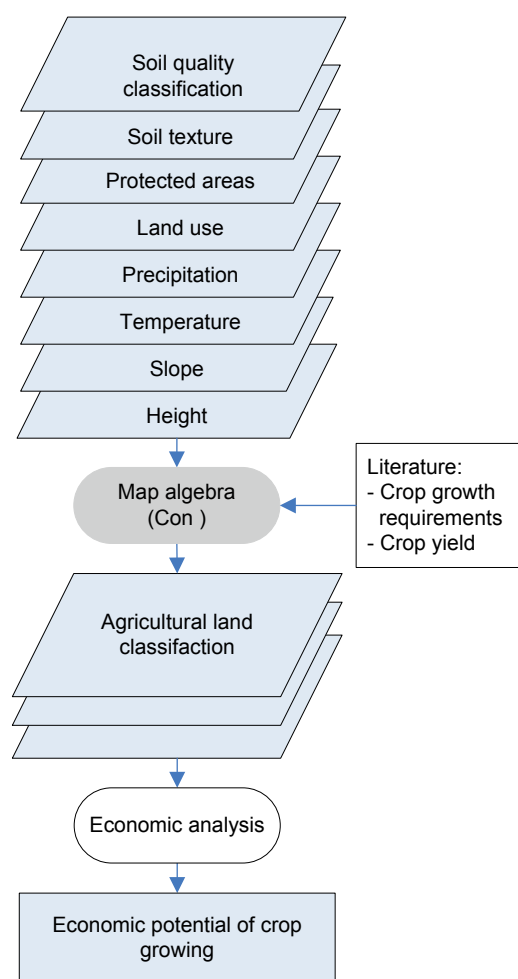 Soil quality
classification
Soil texture
Protected areas
Land use
Precipitation
Temperature
Slope
Height
Map algebra
(Con )
Literature:
- Crop growth
requirements
- Crop yield
Agricultural land
classifaction
Economic analysis
Economic potential of crop
growing